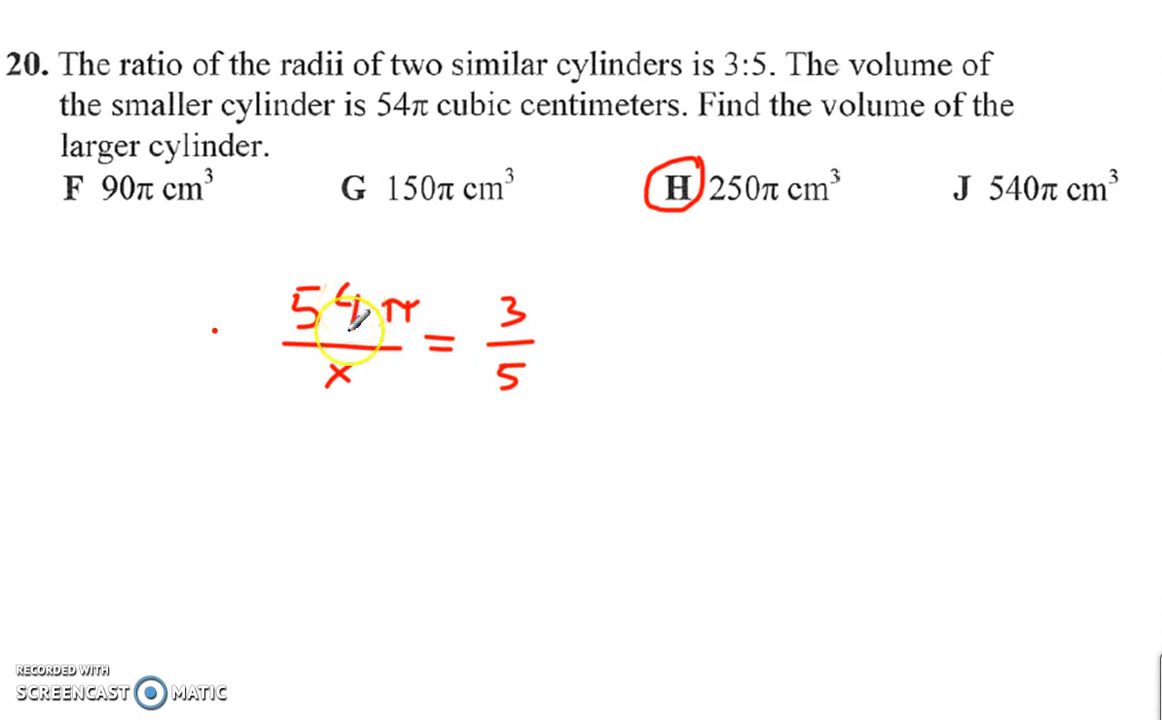 20. The ratio of the radii of two similar cylinders is 3:5. The volume of
the smaller cylinder is 54π cubic centimeters. Find the volume of the
larger cylinder.
F 90π cm³ G 150π cm³ H 250π cm³ J 540π cm³
54π / x = 3 / 5
RECORDED WITH
SCREENCAST MATIC